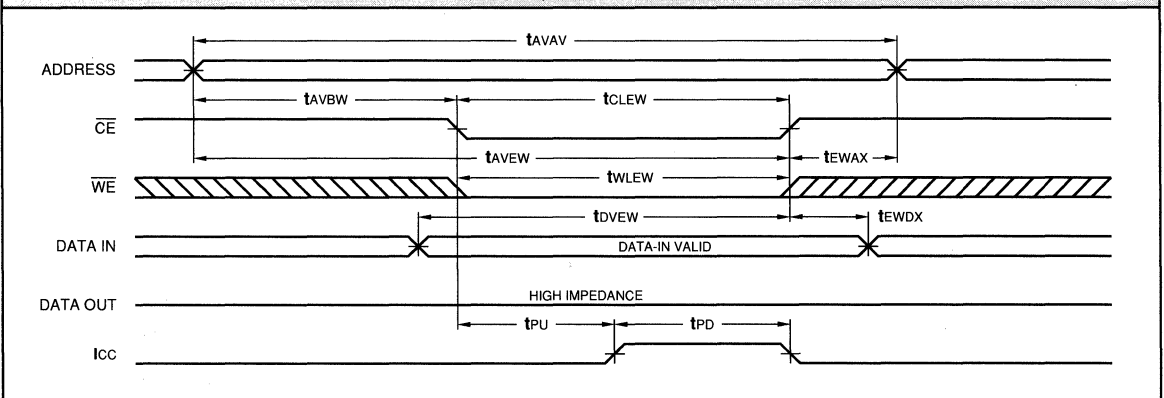 tAVAV
ADDRESS
tAVBW
tCLEW
CE
tAVEW
tEWAX
WE
tWLEW
tDVEW
tEWDX
DATA IN
DATA-IN VALID
DATA OUT
HIGH IMPEDANCE
tPU
tPD
ICC